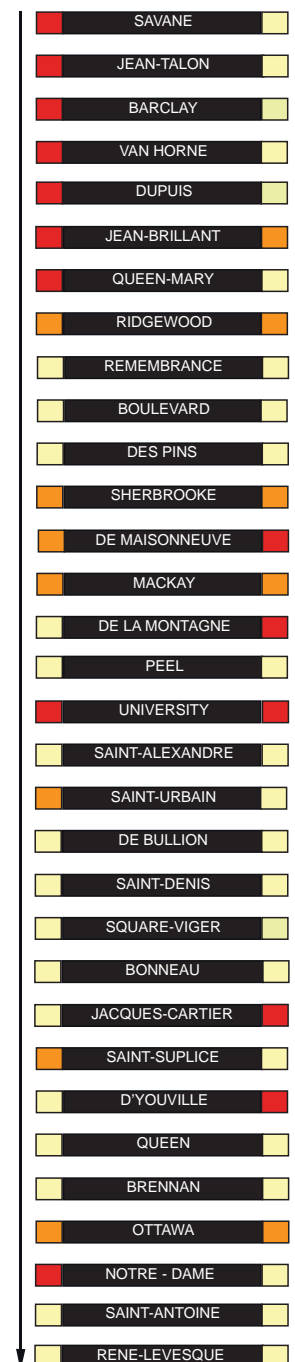 SAVANE
JEAN-TALON
BARCLAY
VAN HORNE
DUPUIS
JEAN-BRILLANT
QUEEN-MARY
RIDGEWOOD
REMEMBRANCE
BOULEVARD
DES PINS
SHERBROOKE
DE MAISONNEUVE
MACKAY
DE LA MONTAGNE
PEEL
UNIVERSITY
SAINT-ALEXANDRE
SAINT-URBAIN
DE BULLION
SAINT-DENIS
SQUARE-VIGER
BONNEAU
JACQUES-CARTIER
SAINT-SUPLICE
D'YOUVILLE
QUEEN
BRENNAN
OTTAWA
NOTRE - DAME
SAINT-ANTOINE
RENE-LEVESQUE